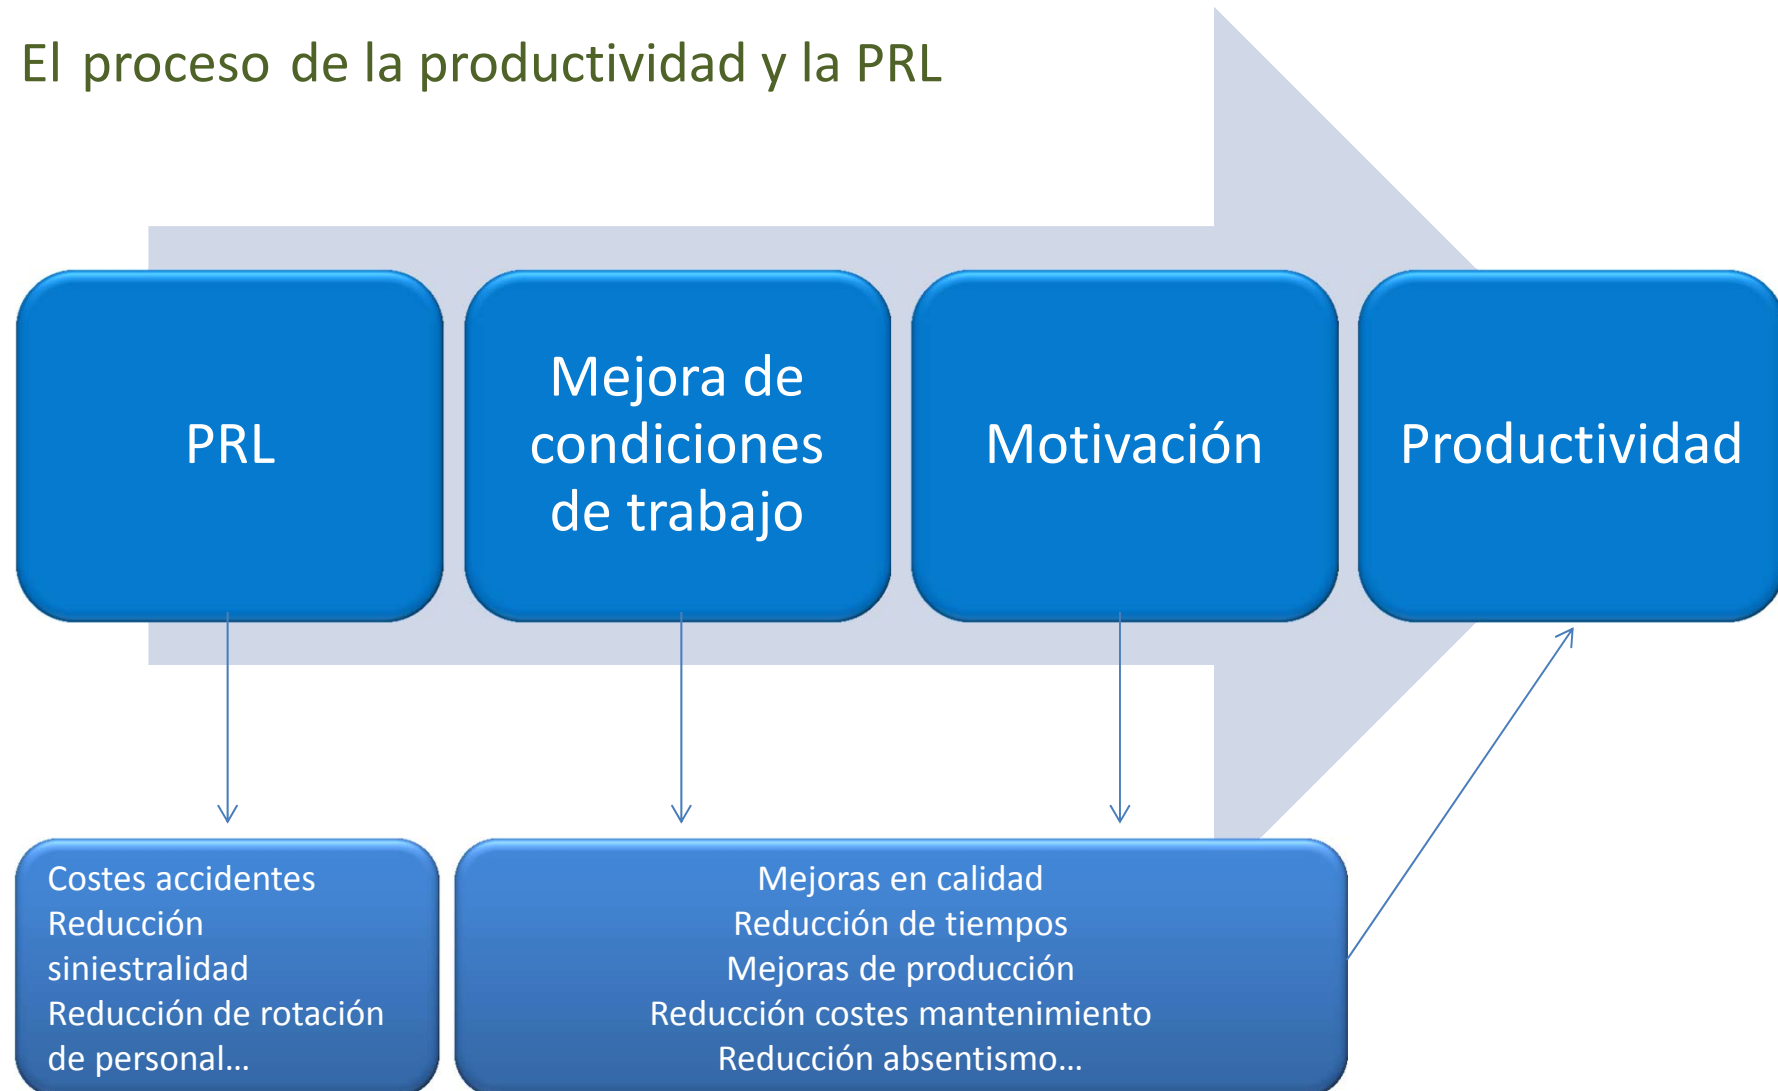 El proceso de la productividad y la PRL
PRL
Mejora de
condiciones
de trabajo
Motivación
Productividad
Costes accidentes
Reducción
siniestralidad
Reducción de rotación
de personal...
Mejoras en calidad
Reducción de tiempos
Mejoras de producción
Reducción costes mantenimiento
Reducción absentismo...